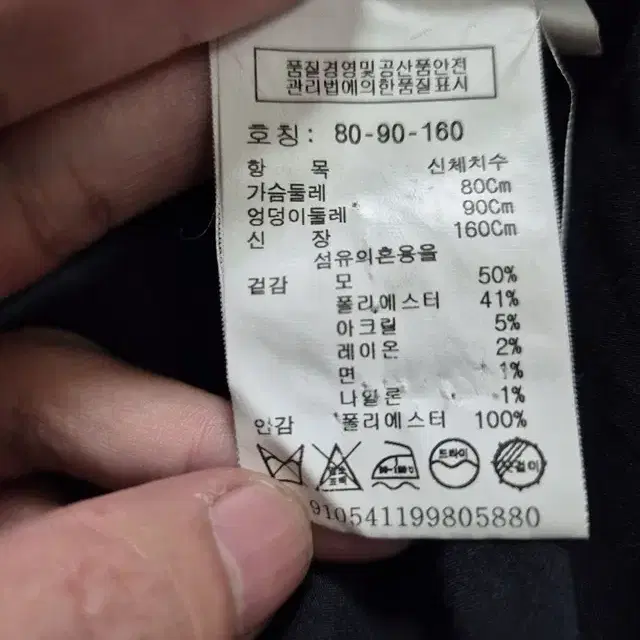 품질경영및공산품안전
관리법에의한품질표시
호칭: 80-90-160
항 목 신체치수
가슴둘레 80Cm
엉덩이둘레 90Cm
신 장 160Cm
섬유의혼용율
겉감 모 50%
폴리에스터 41%
아크릴 5%
레이온 2%
면 1%
나일론 1%
안감 폴리에스터 100%
드라이
910541199805880